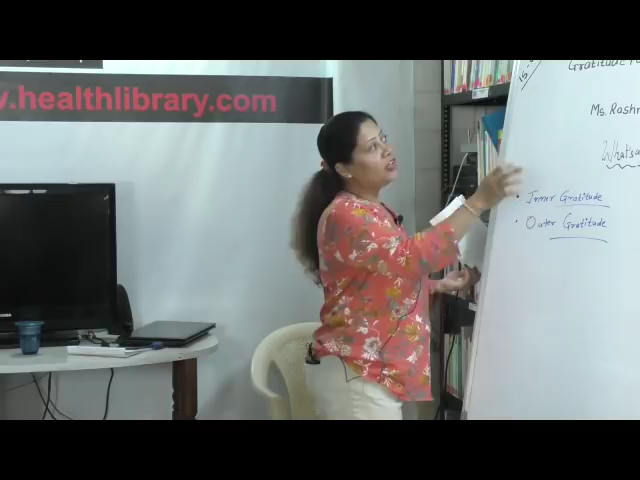 w.healthlibrary.com
Gratitude
Ms. Rashm
Whatsa
• Inner Gratitude
• Outer Gratitude